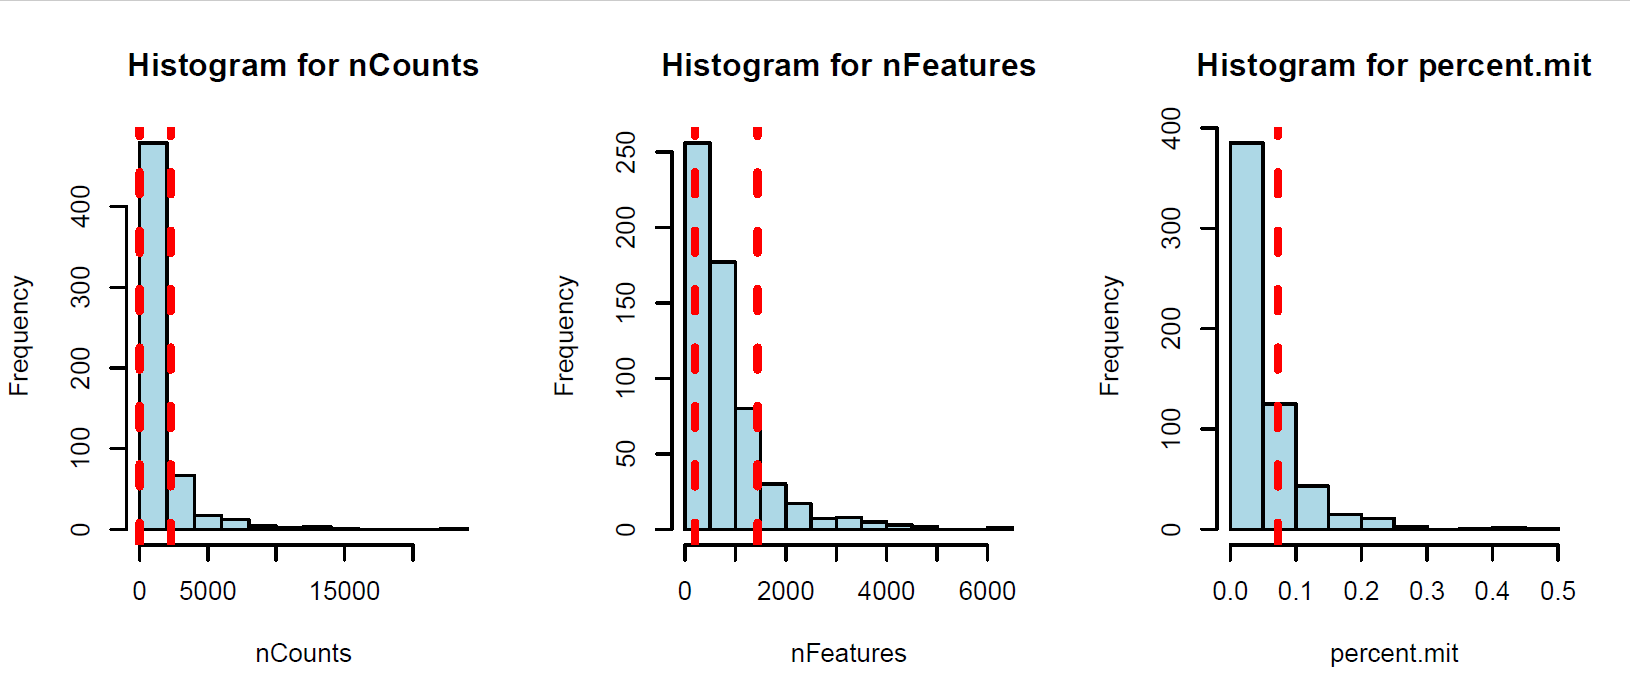 Histogram for nCounts
Frequency
400
300
200
100
0
0 5000 15000
nCounts
Histogram for nFeatures
Frequency
250
200
150
100
50
0
0 2000 4000 6000
nFeatures
Histogram for percent.mit
Frequency
400
300
200
100
0
0.0 0.1 0.2 0.3 0.4 0.5
percent.mit